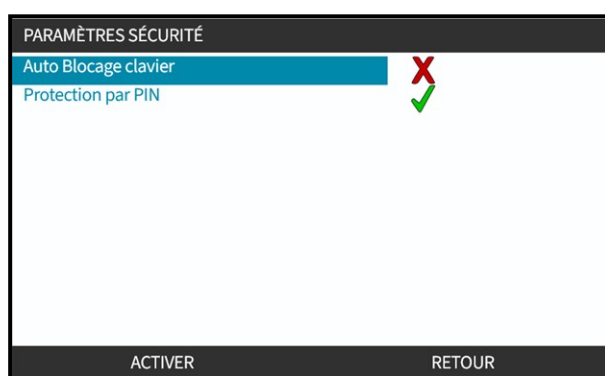 PARAMÈTRES SÉCURITÉ
Auto Blocage clavier
Protection par PIN
ACTIVER RETOUR